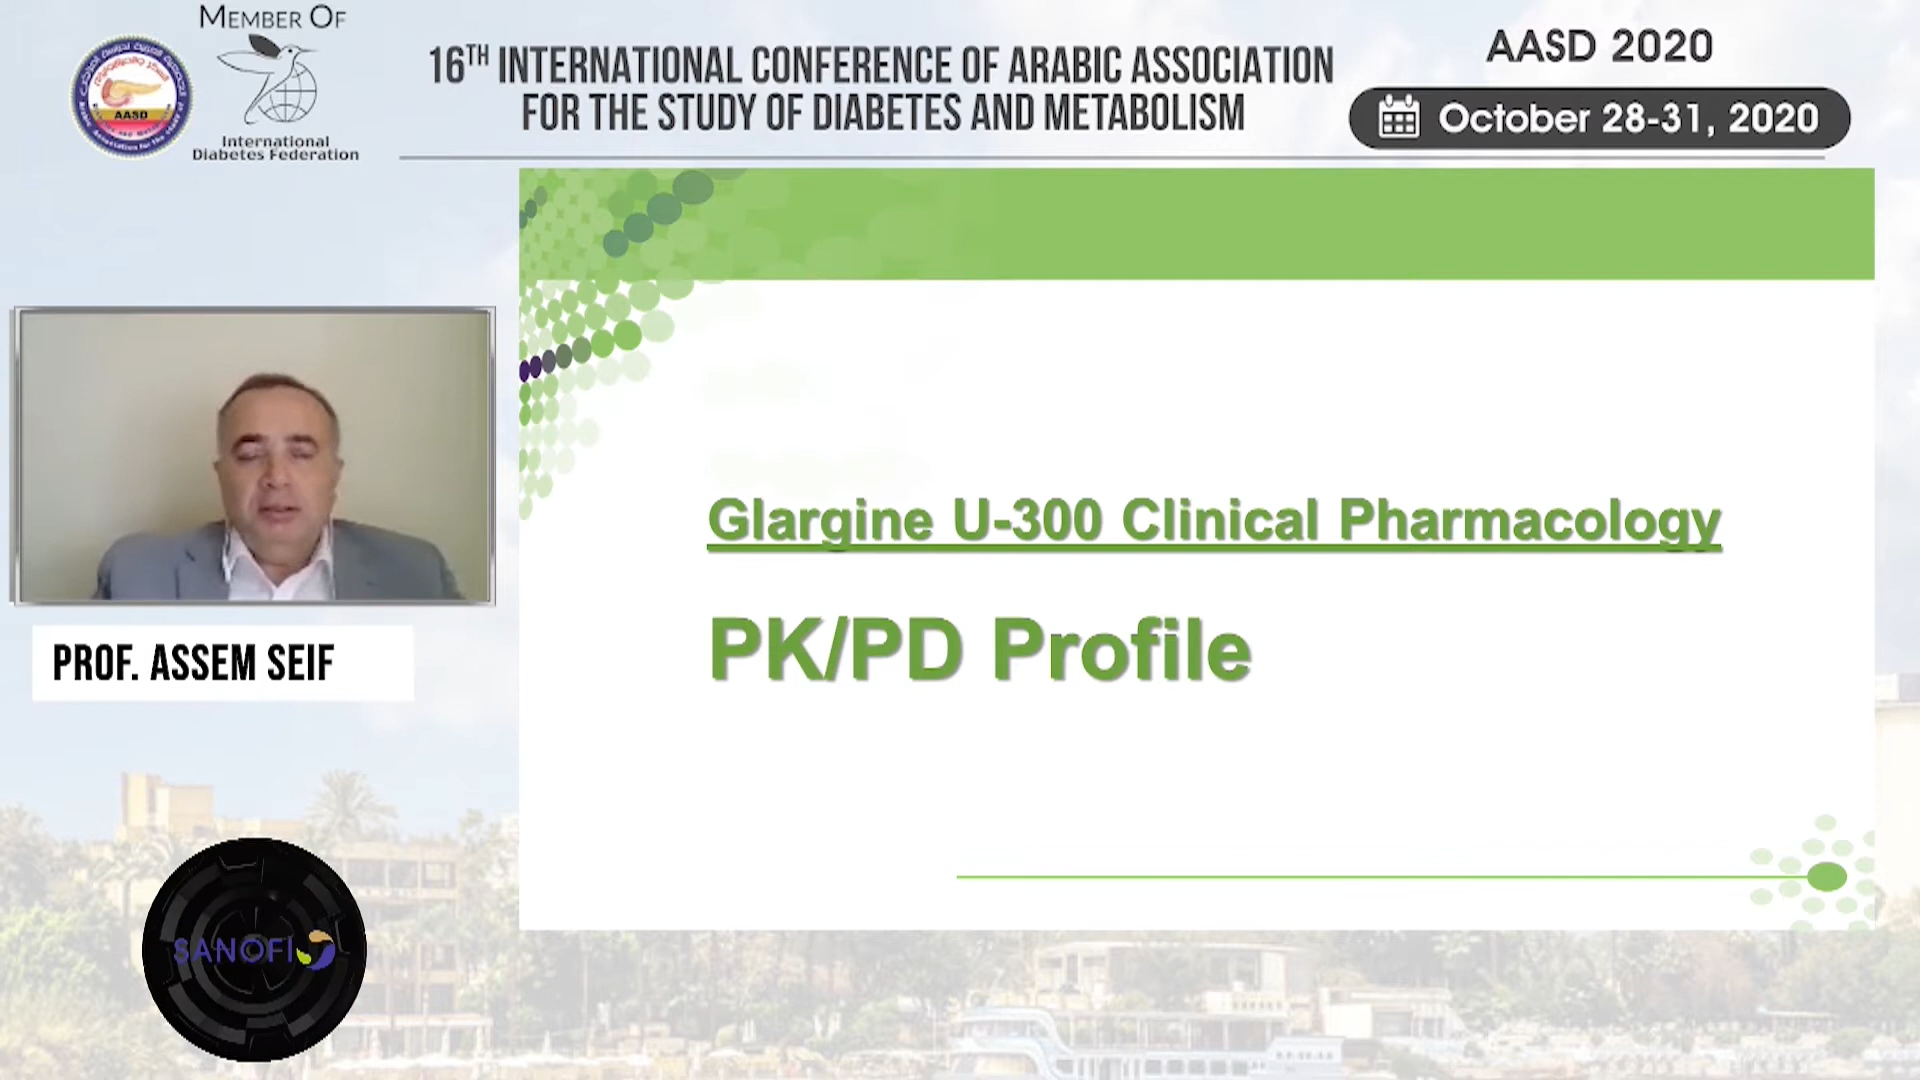 MEMBER OF
AASD
International
Diabetes Federation
16TH INTERNATIONAL CONFERENCE OF ARABIC ASSOCIATION
FOR THE STUDY OF DIABETES AND METABOLISM
AASD 2020
October 28-31, 2020
Glargine U-300 Clinical Pharmacology
PK/PD Profile
PROF. ASSEM SEIF
SANOFI